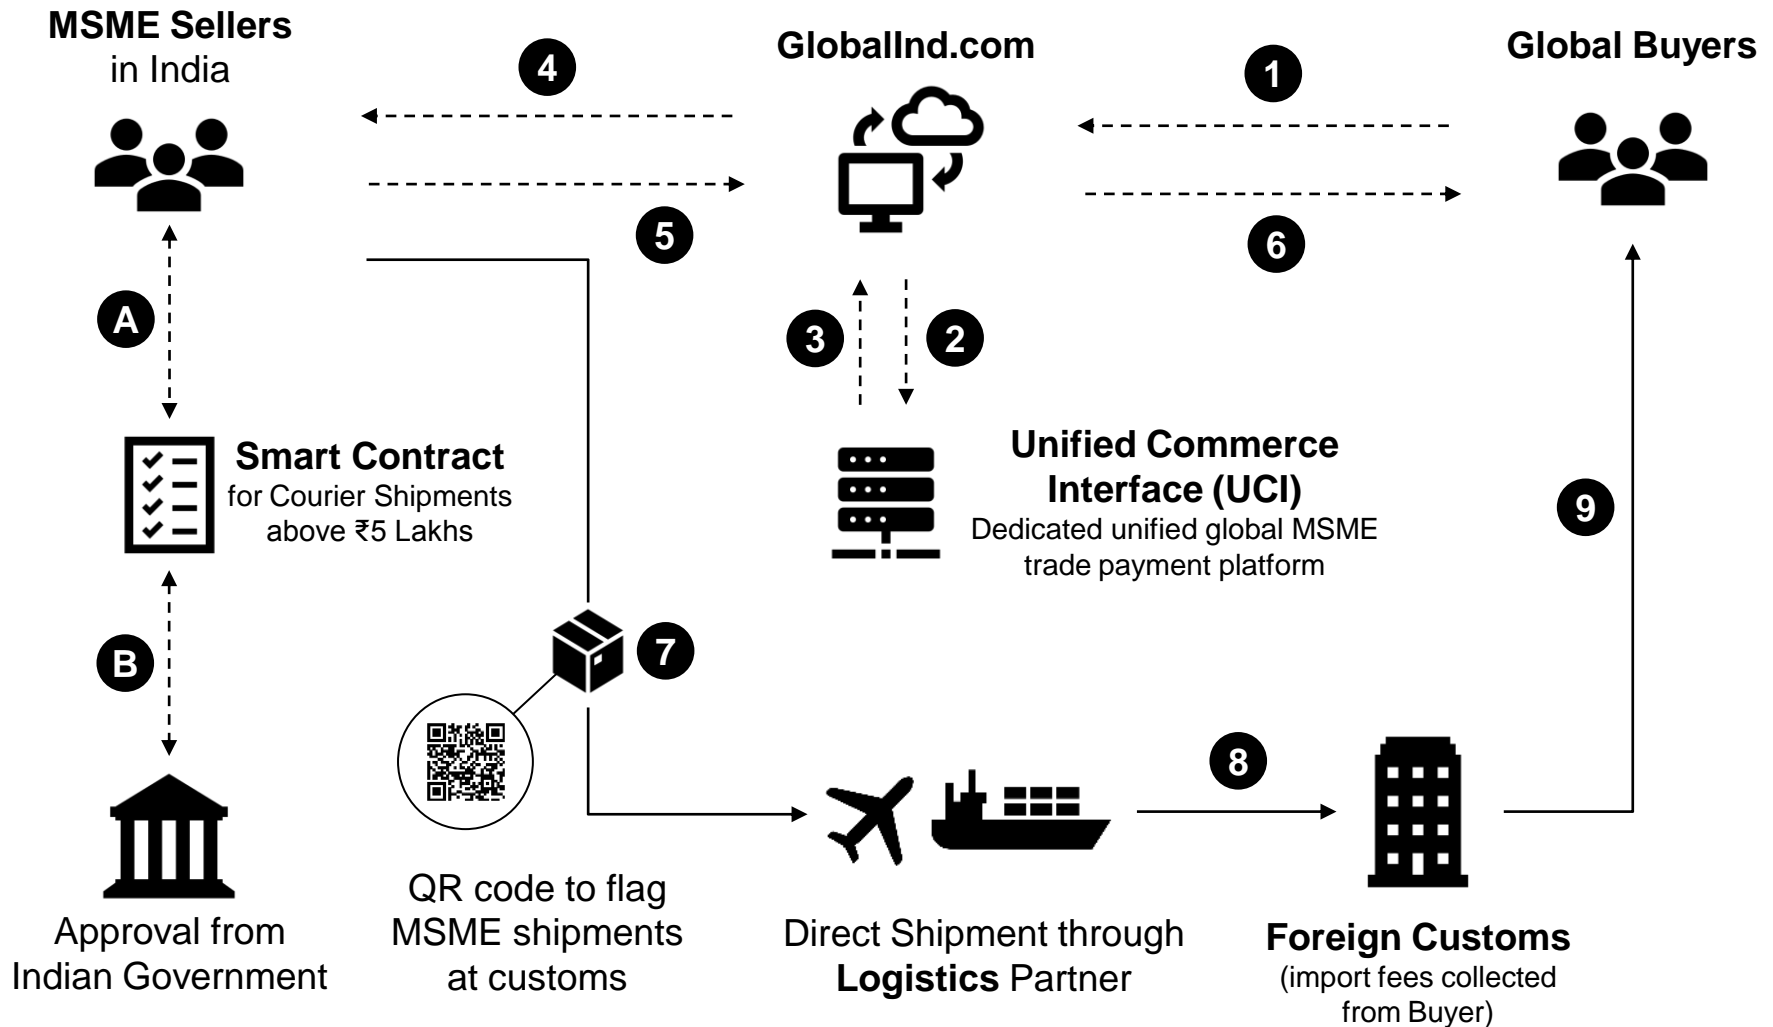 MSME Sellers
in India
4
GlobalInd.com
1
Global Buyers
5
6
A
3
2
Smart Contract
for Courier Shipments
above ₹5 Lakhs
Unified Commerce
Interface (UCI)
Dedicated unified global MSME
trade payment platform
9
B
7
8
Approval from
Indian Government
QR code to flag
MSME shipments
at customs
Direct Shipment through
Logistics Partner
Foreign Customs
(import fees collected
from Buyer)